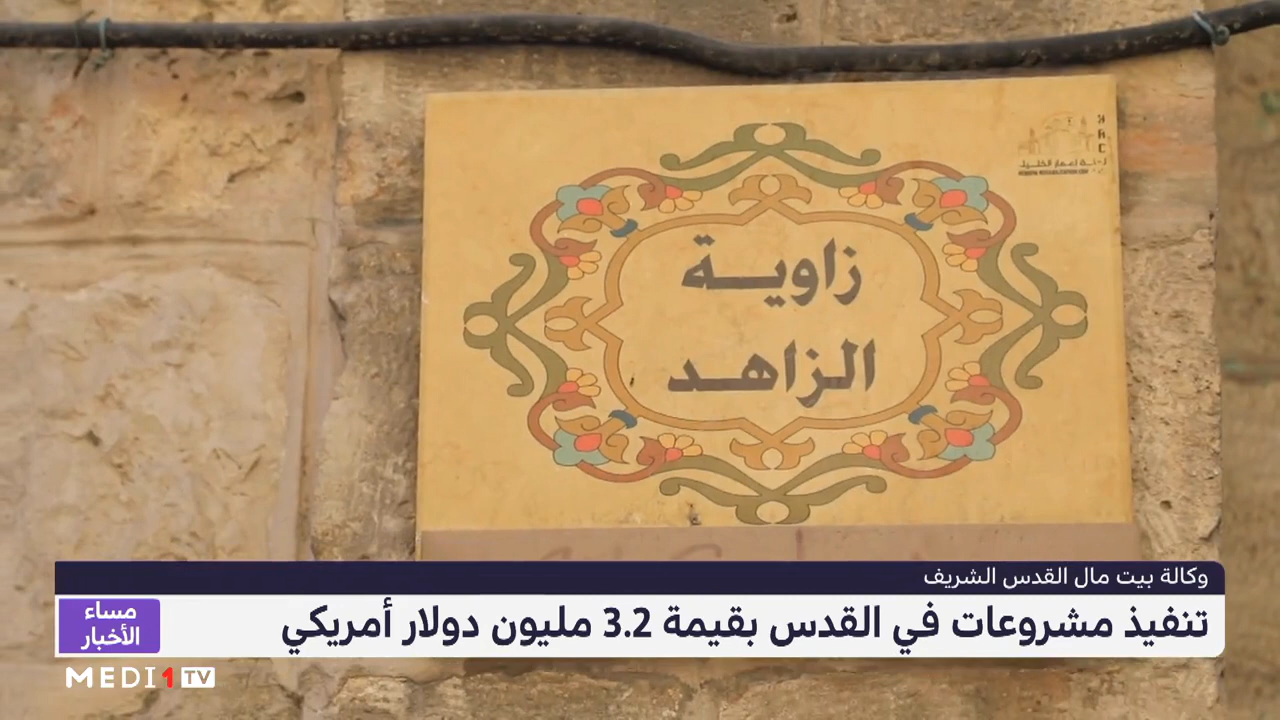 زاوية
الزاهد
وكالة بيت مال القدس الشريف
تنفيذ مشروعات في القدس بقيمة 3.2 مليون دولار أمريكي
مساء
الأخبار
MEDI1TV